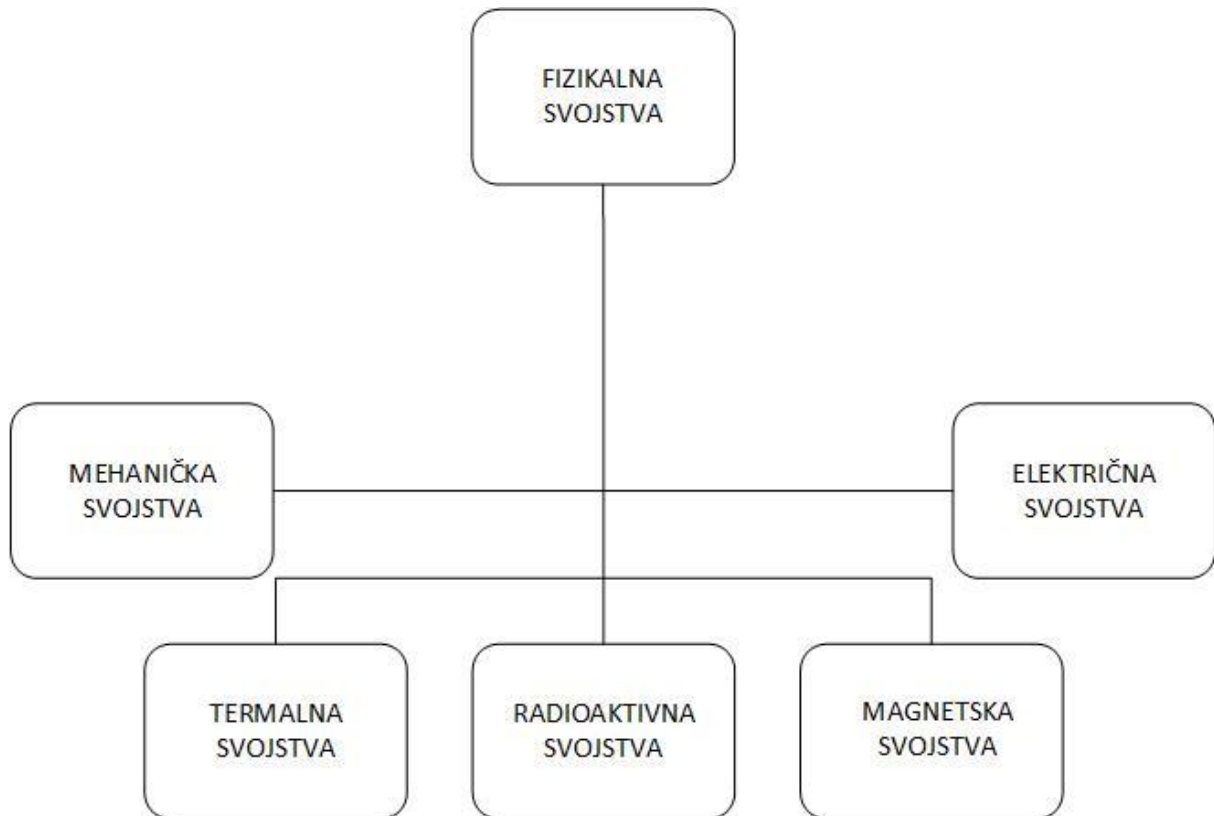 FIZIKALNA
SVOJSTVA
MEHANIČKA
SVOJSTVA
ELEKTRIČNA
SVOJSTVA
TERMALNA
SVOJSTVA
RADIOAKTIVNA
SVOJSTVA
MAGNETSKA
SVOJSTVA